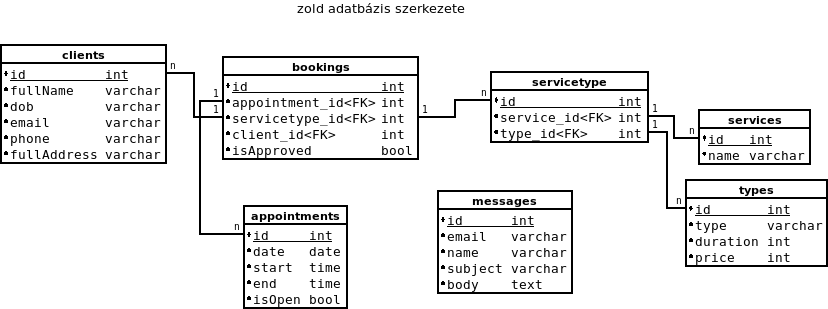 zold adatbázis szerkezete
clients
id int
fullName varchar
dob varchar
email varchar
phone varchar
fullAddress varchar
n
1
1
bookings
id int
appointment_id<FK> int
servicetype_id<FK> int
client_id<FK> int
isApproved bool
1
n
servicetype
id int
service_id<FK> int
type_id<FK> int
1
1
n
services
id int
name varchar
n
types
id int
type varchar
duration int
price int
n
appointments
id int
date date
start time
end time
isOpen bool
messages
id int
email varchar
name varchar
subject varchar
body text